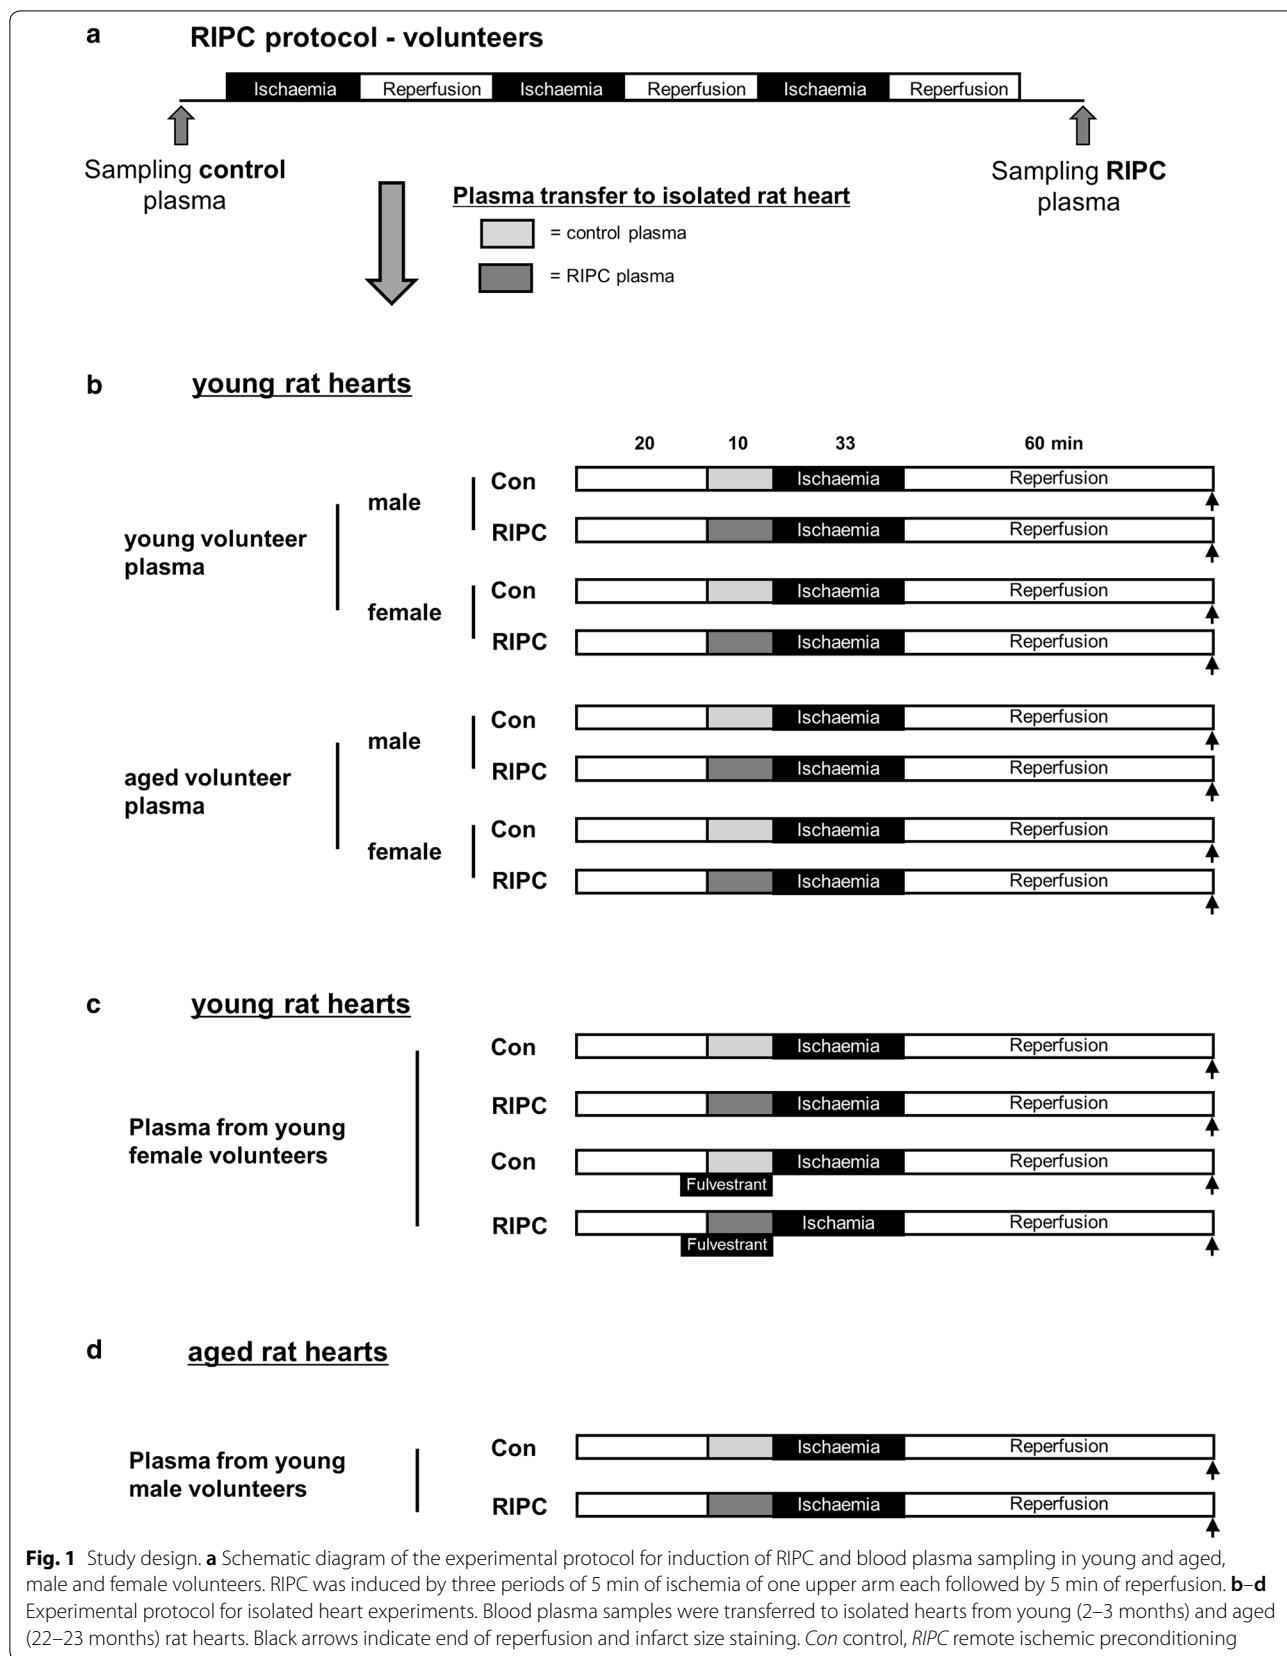 a RIPC protocol - volunteers
Ischaemia Reperfusion Ischaemia Reperfusion Ischaemia Reperfusion
Sampling control plasma
Sampling RIPC plasma
Plasma transfer to isolated rat heart
= control plasma
= RIPC plasma
b young rat hearts
20 10 33 60 min
young volunteer plasma
male
Con Ischaemia Reperfusion
RIPC Ischaemia Reperfusion
female
Con Ischaemia Reperfusion
RIPC Ischaemia Reperfusion
aged volunteer plasma
male
Con Ischaemia Reperfusion
RIPC Ischaemia Reperfusion
female
Con Ischaemia Reperfusion
RIPC Ischaemia Reperfusion
c young rat hearts
Plasma from young female volunteers
Con Ischaemia Reperfusion
RIPC Ischaemia Reperfusion
Con Ischaemia Reperfusion
Fulvestrant
RIPC Ischamia Reperfusion
Fulvestrant
d aged rat hearts
Plasma from young male volunteers
Con Ischaemia Reperfusion
RIPC Ischaemia Reperfusion
Fig. 1 Study design. a Schematic diagram of the experimental protocol for induction of RIPC and blood plasma sampling in young and aged,
male and female volunteers. RIPC was induced by three periods of 5 min of ischemia of one upper arm each followed by 5 min of reperfusion. b–d
Experimental protocol for isolated heart experiments. Blood plasma samples were transferred to isolated hearts from young (2–3 months) and aged
(22–23 months) rat hearts. Black arrows indicate end of reperfusion and infarct size staining. Con control, RIPC remote ischemic preconditioning